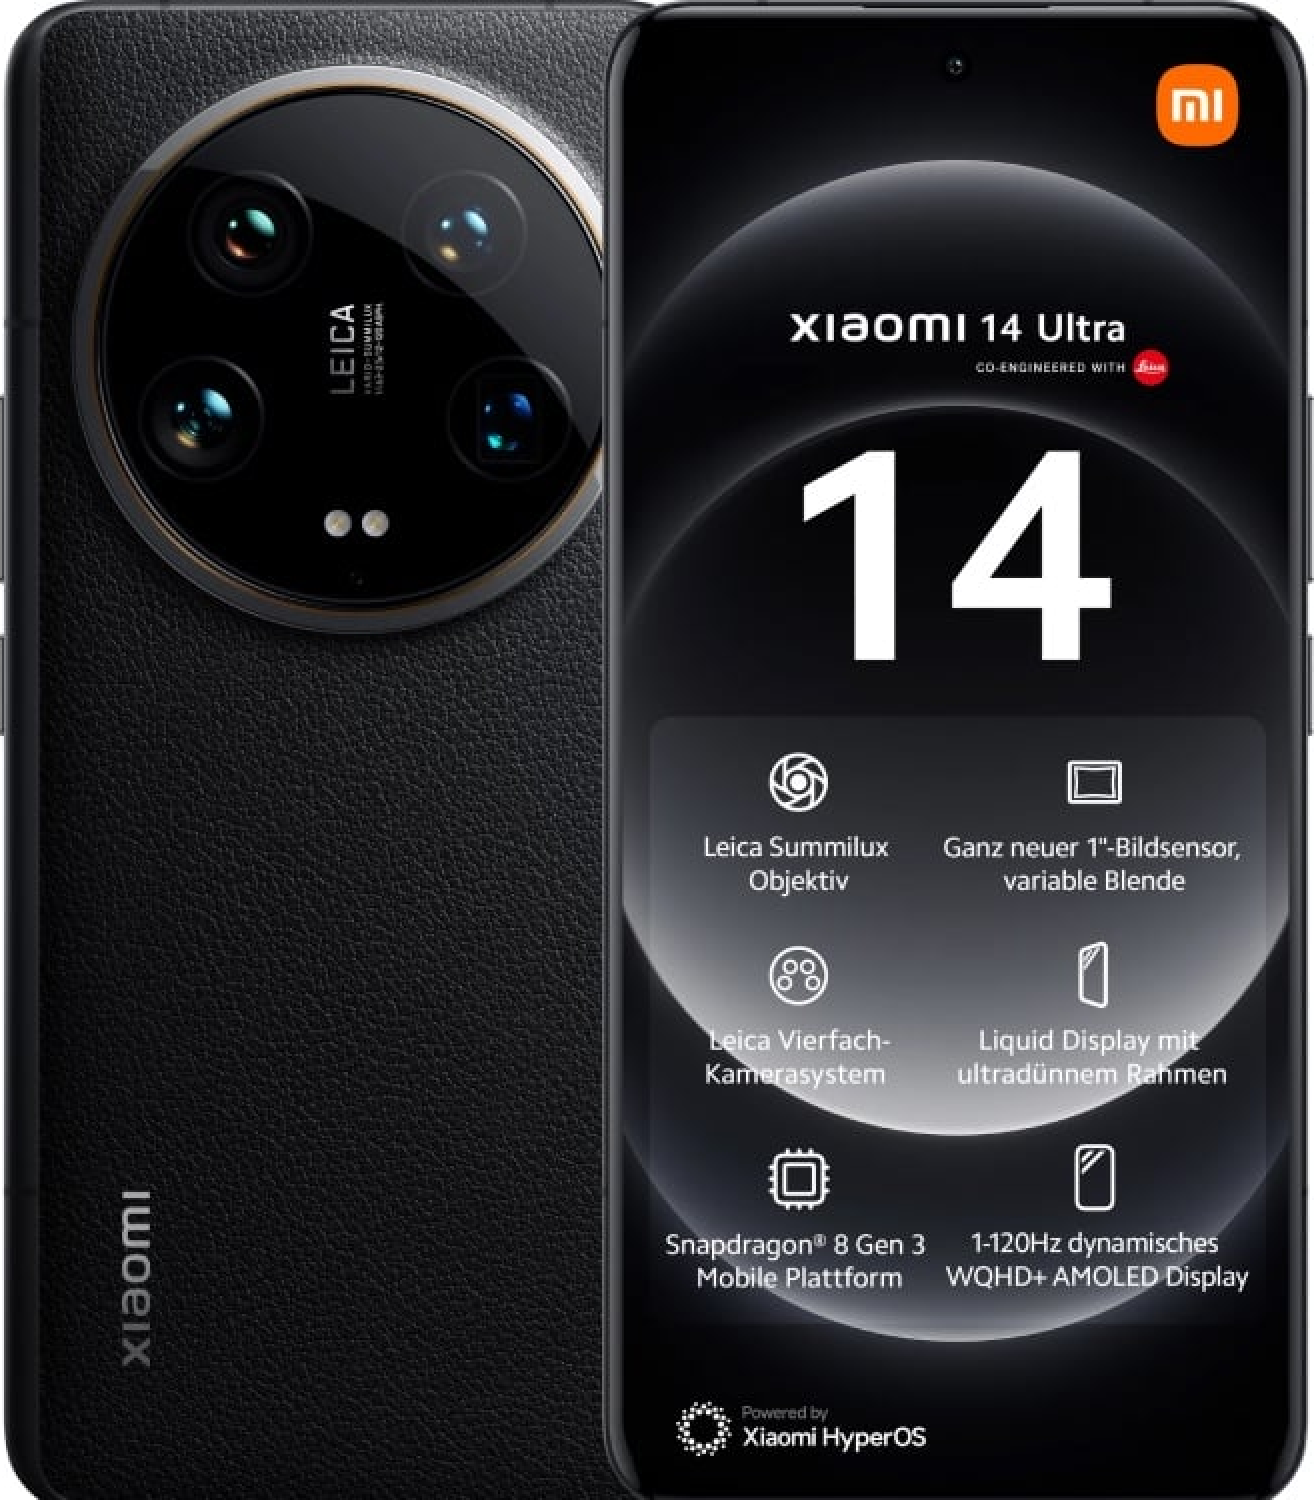 LEICA
VARIO-SUMMILUX
xiaomi
mi
xiaomi 14 Ultra
CO-ENGINEERED WITH Leica
14
Leica Summilux
Objektiv
Ganz neuer 1"-Bildsensor,
variable Blende
Leica Vierfach-
Kamerasystem
Liquid Display mit
ultradünnem Rahmen
Snapdragon® 8 Gen 3
Mobile Plattform
1-120Hz dynamisches
WQHD+ AMOLED Display
Powered by
Xiaomi HyperOS